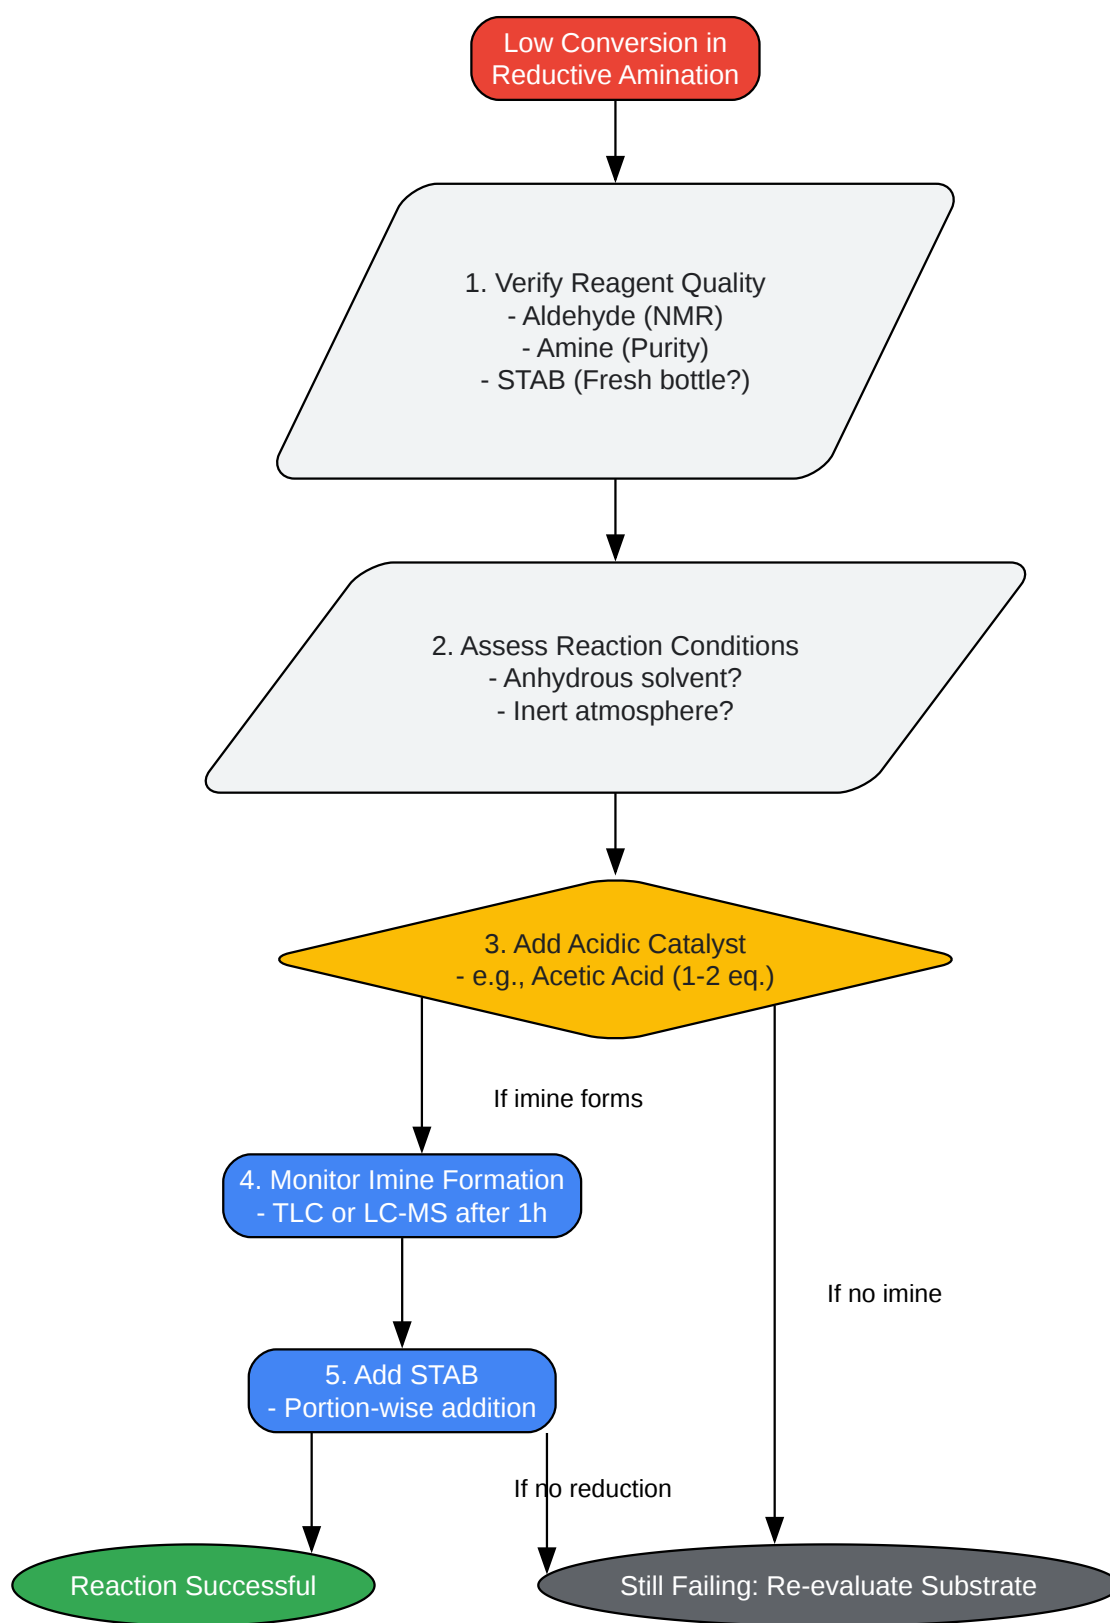 Low Conversion in
Reductive Amination
1. Verify Reagent Quality
- Aldehyde (NMR)
- Amine (Purity)
- STAB (Fresh bottle?)
2. Assess Reaction Conditions
- Anhydrous solvent?
- Inert atmosphere?
3. Add Acidic Catalyst
- e.g., Acetic Acid (1-2 eq.)
If imine forms
4. Monitor Imine Formation
- TLC or LC-MS after 1h
If no imine
5. Add STAB
- Portion-wise addition
If no reduction
Reaction Successful
Still Failing: Re-evaluate Substrate